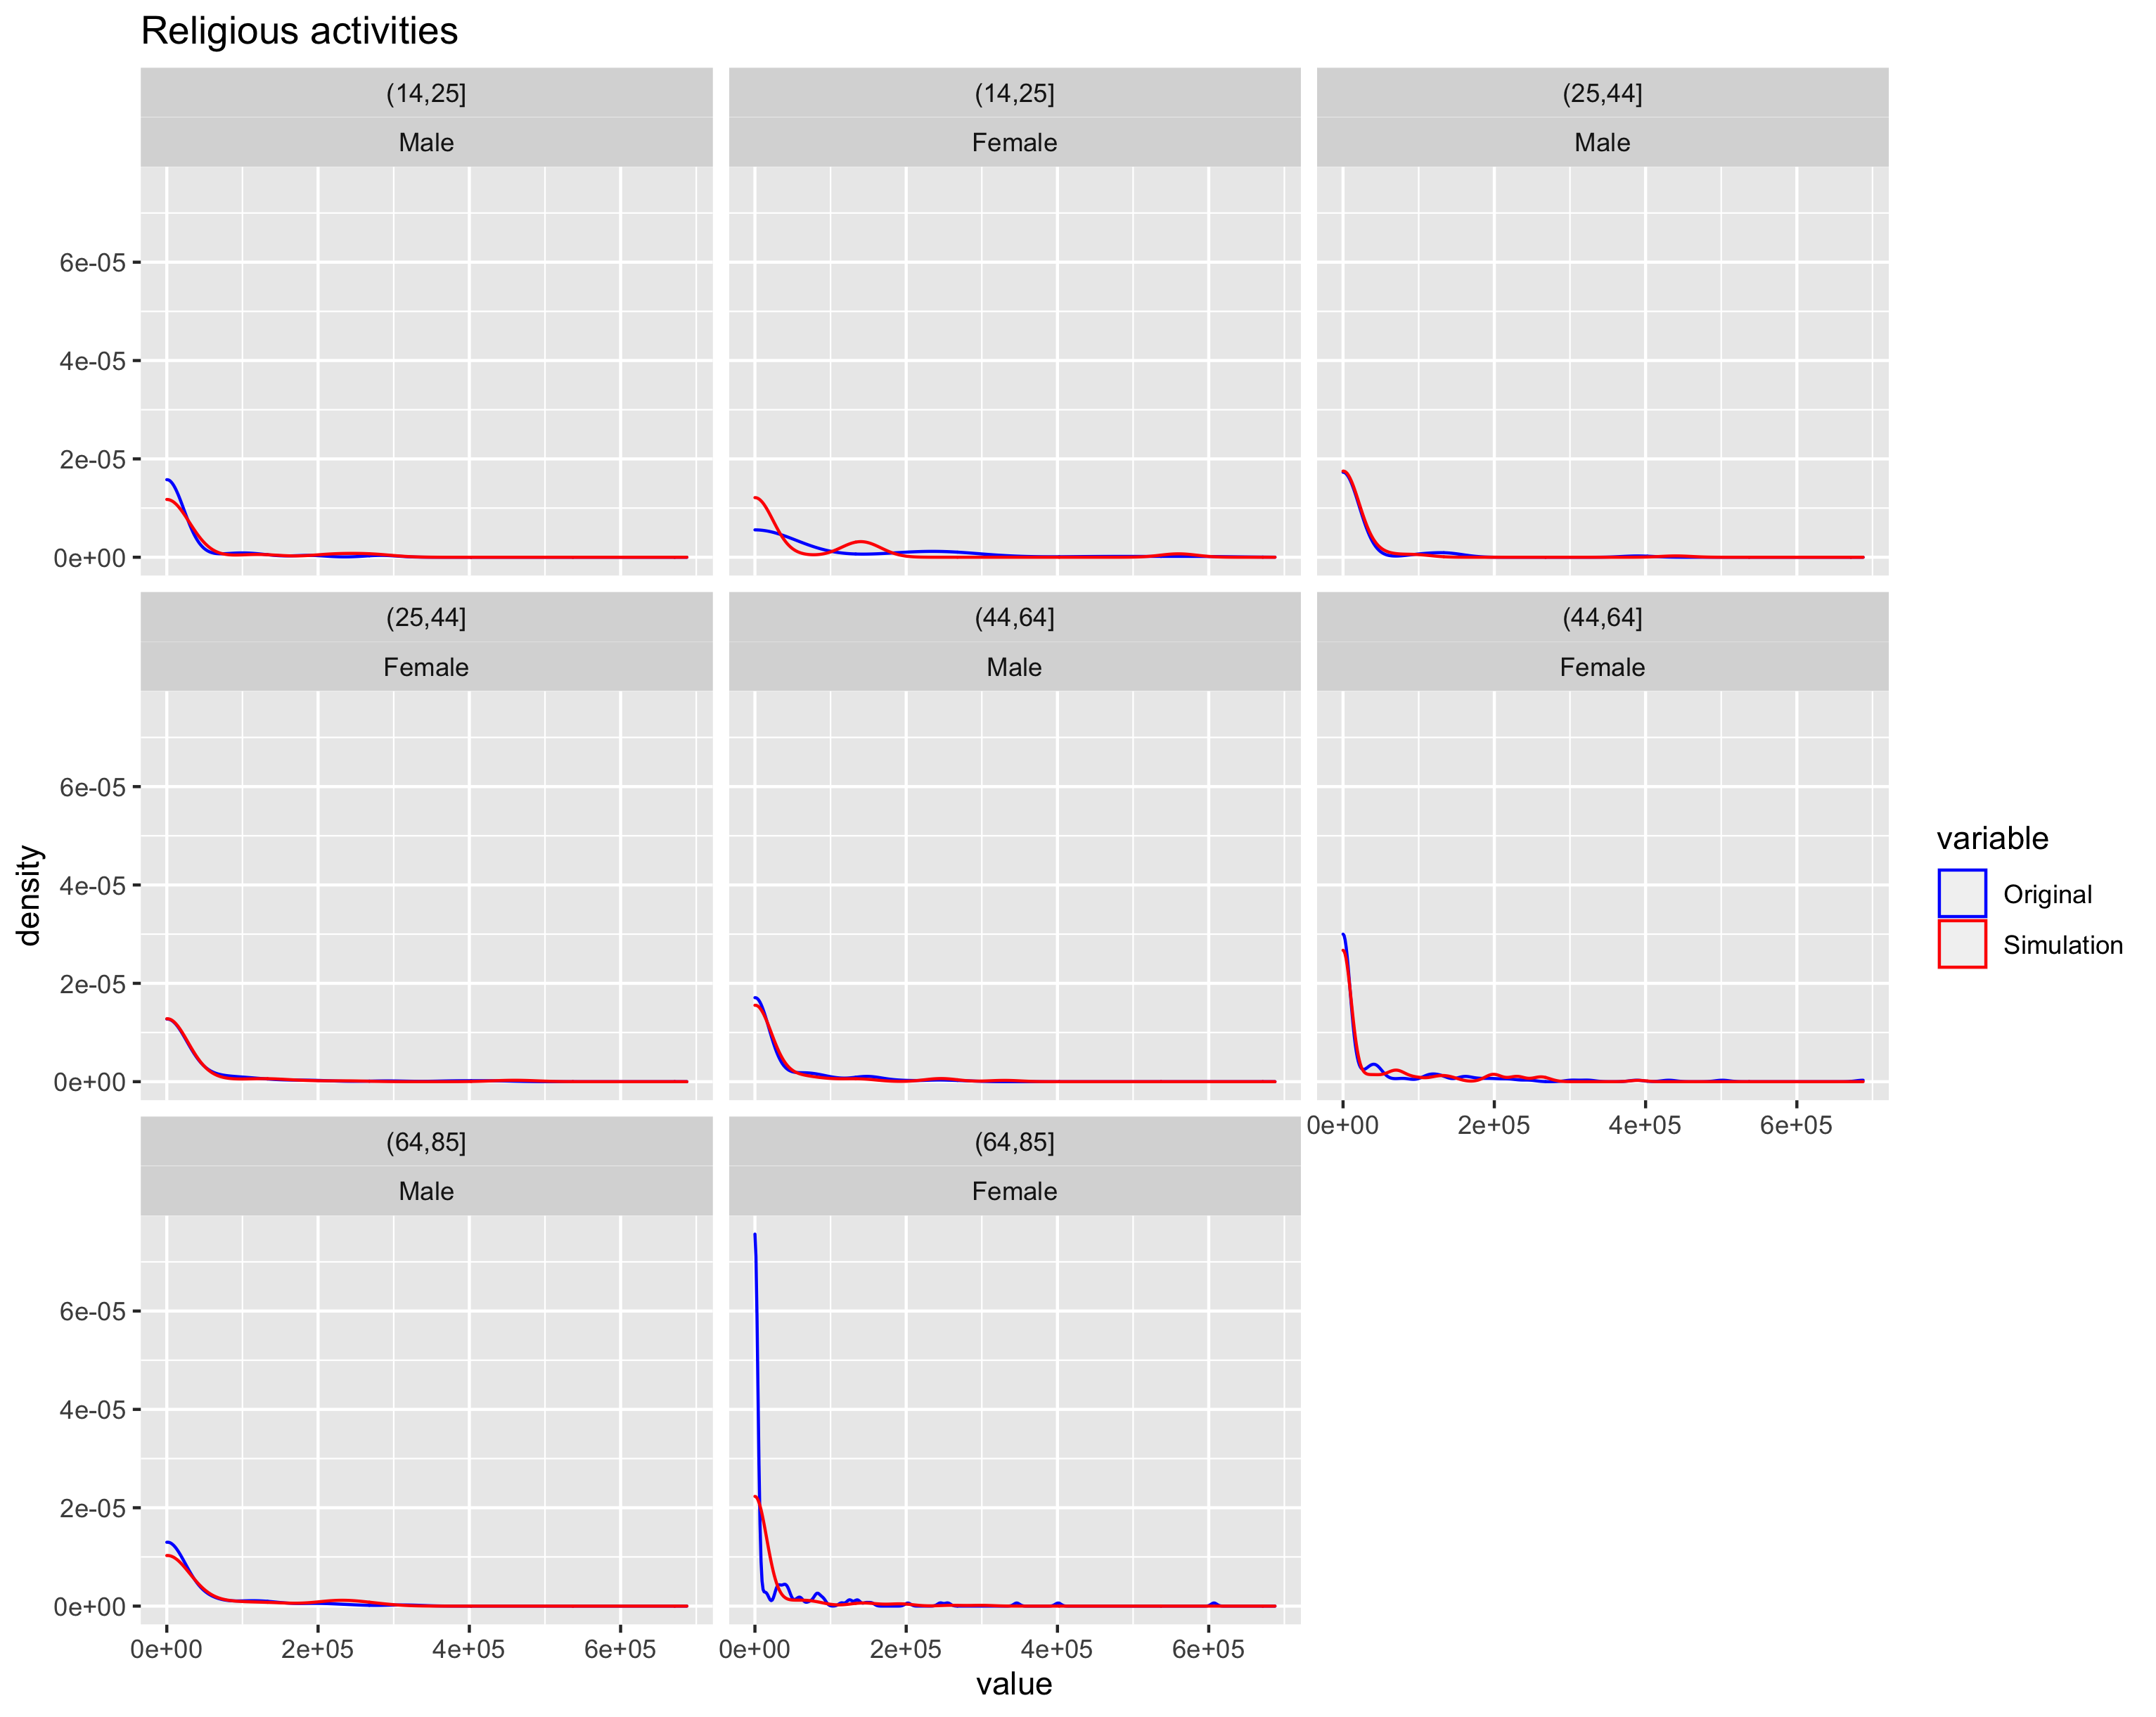 Religious activities
(14,25]
(14,25]
(25,44]
Male
Female
Male
6e-05
4e-05
2e-05
0e+00
(25,44]
(44,64]
(44,64]
Female
Male
Female
6e-05
4e-05
2e-05
0e+00
0e+00 2e+05 4e+05 6e+05
(64,85]
(64,85]
Male
Female
6e-05
4e-05
2e-05
0e+00
0e+00 2e+05 4e+05 6e+05
0e+00 2e+05 4e+05 6e+05
value
density
variable
Original
Simulation